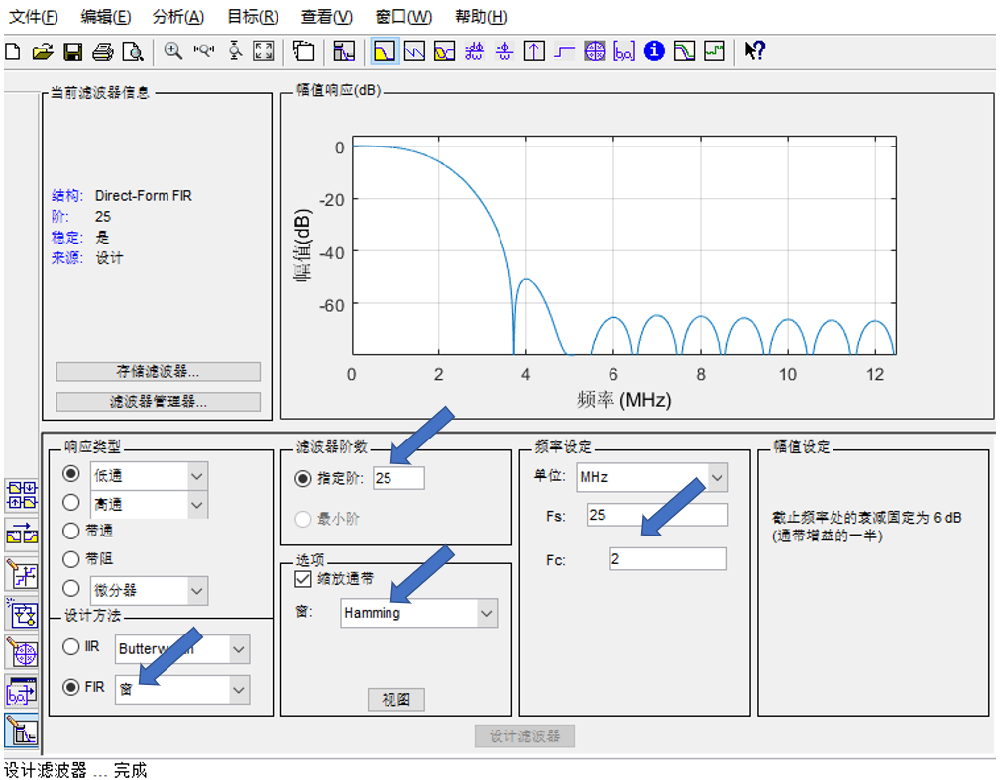 文件(F) 编辑(E) 分析(A) 目标(R) 查看(V) 窗口(W) 帮助(H)
当前滤波器信息
结构: Direct-Form FIR
阶: 25
稳定: 是
来源: 设计
存储滤波器...
滤波器管理器...
幅值响应(dB)
幅值(dB)
0
-20
-40
-60
0 2 4 6 8 10 12
频率 (MHz)
响应类型
低通
高通
带通
带阻
微分器
设计方法
IIR
FIR 窗
滤波器阶数
指定阶: 25
最小阶
选项
缩放通带
窗: Hamming
视图
频率设定
单位: MHz
Fs: 25
Fc: 2
幅值设定
截止频率处的衰减固定为 6 dB
(通带增益的一半)
设计滤波器
设计滤波器 ... 完成